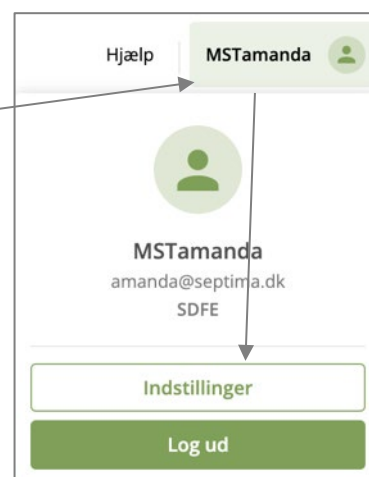 Hjælp MSTamanda
MSTamanda
amanda@septima.dk
SDFE
Indstillinger
Log ud